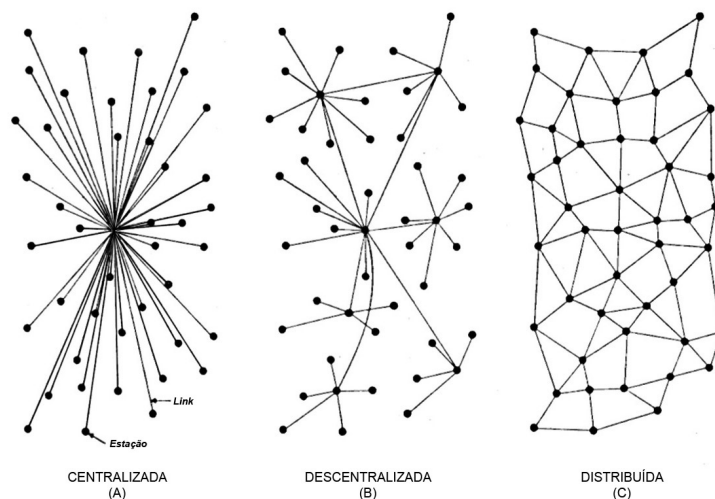 Link
Estação
CENTRALIZADA
(A)
DESCENTRALIZADA
(B)
DISTRIBUÍDA
(C)